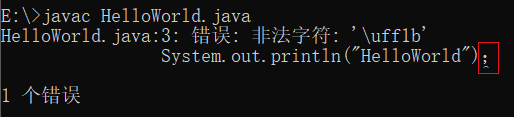 E:\>javac HelloWorld.java
HelloWorld.java:3: 错误: 非法字符: '\uff1b'
System.out.println("HelloWorld")；
^
1 个错误